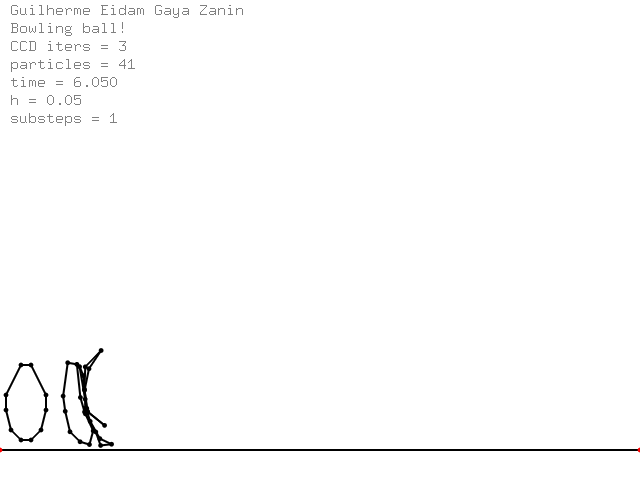 Guilherme Eidam Gaya Zanin
Bowling ball!
CCD iters = 3
particles = 41
time = 6.050
h = 0.05
substeps = 1